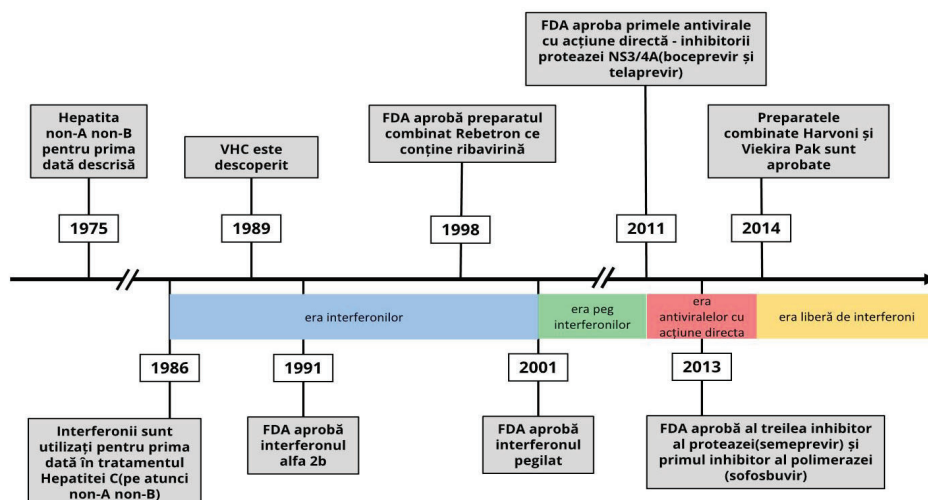 FDA aproba primele antivirale
cu acțiune directă - inhibitorii
proteazei NS3/4A(boceprevir și
telaprevir)
Hepatita
non-A non-B
pentru prima
dată descrisă
VHC este
descoperit
FDA aprobă preparatul
combinat Rebetron ce
conține ribavirină
Preparatele
combinate Harvoni și
Viekira Pak sunt
aprobate
1975
1989
1998
2011
2014
era interferonilor
era peg
interferonilor
era
antiviralelor cu
acțiune directa
era liberă de interferoni
1986
1991
2001
2013
Interferonii sunt
utilizați pentru prima
dată în tratamentul
Hepatitei C(pe atunci
non-A non-B)
FDA aprobă
interferonul
alfa 2b
FDA aprobă
interferonul
pegilat
FDA aprobă al treilea inhibitor
al proteazei(semeprevir) și
primul inhibitor al polimerazei
(sofosbuvir)